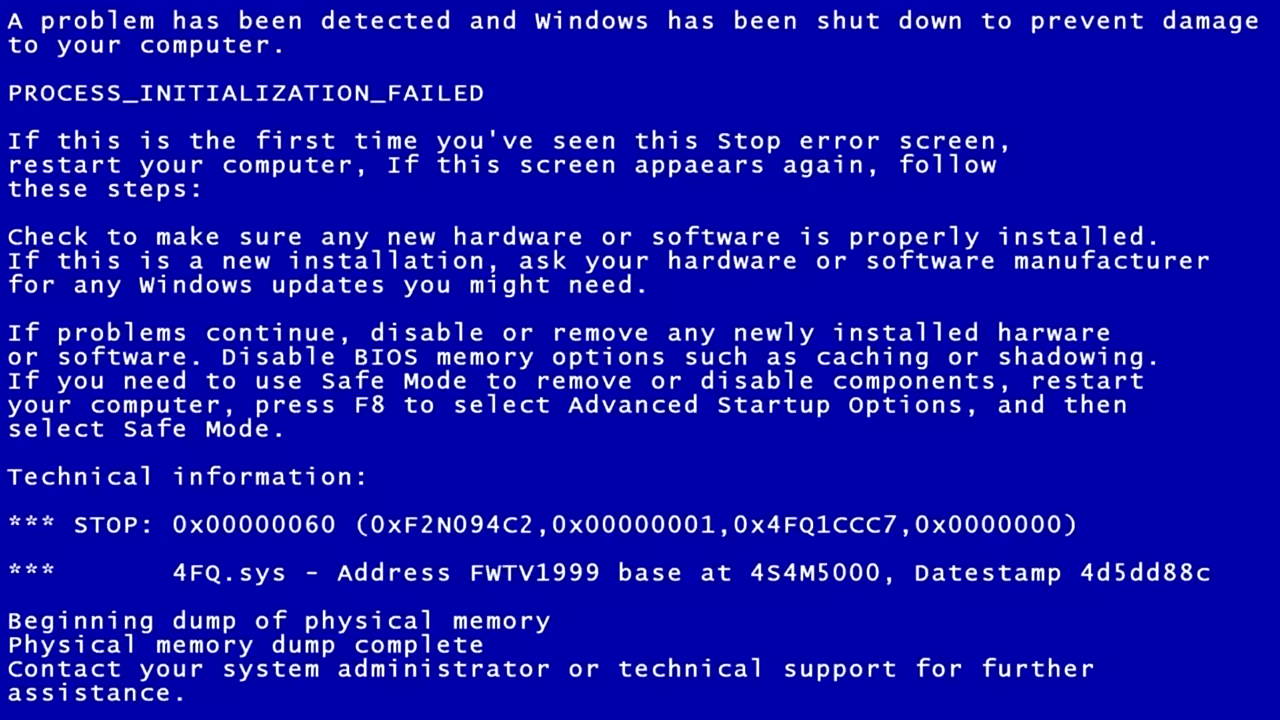 A problem has been detected and Windows has been shut down to prevent damage
to your computer.
PROCESS_INITIALIZATION_FAILED
If this is the first time you've seen this Stop error screen,
restart your computer, If this screen appaears again, follow
these steps:
Check to make sure any new hardware or software is properly installed.
If this is a new installation, ask your hardware or software manufacturer
for any Windows updates you might need.
If problems continue, disable or remove any newly installed harware
or software. Disable BIOS memory options such as caching or shadowing.
If you need to use Safe Mode to remove or disable components, restart
your computer, press F8 to select Advanced Startup Options, and then
select Safe Mode.
Technical information:
*** STOP: 0x00000060 (0xF2N094C2,0x00000001,0x4FQ1CCC7,0x0000000)
*** 4FQ.sys - Address FWTV1999 base at 4S4M5000, Datestamp 4d5dd88c
Beginning dump of physical memory
Physical memory dump complete
Contact your system administrator or technical support for further
assistance.